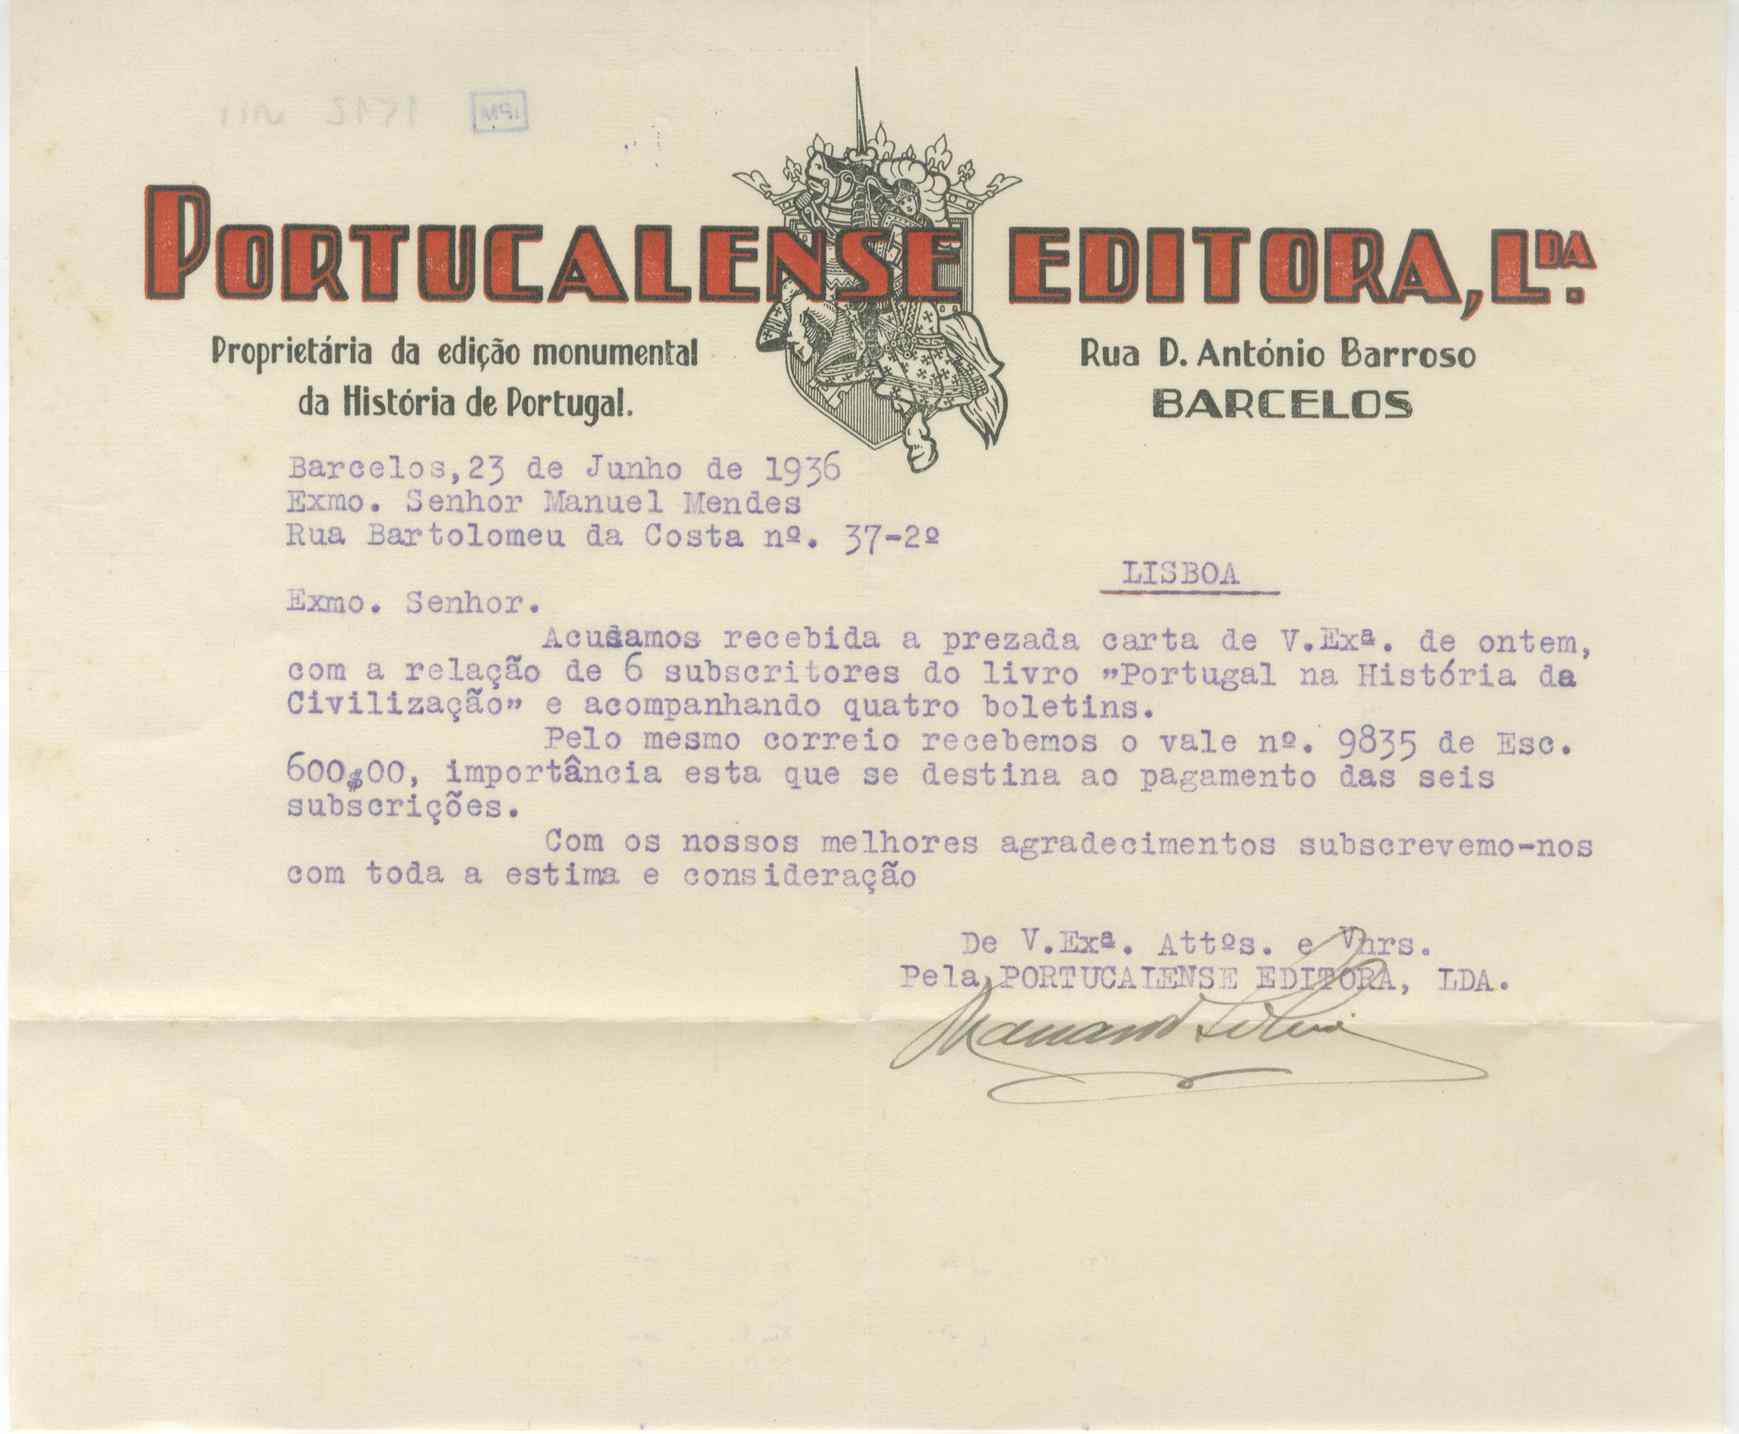 PORTUCALENSE EDITORA, LDA.
Proprietária da edição monumental
da História de Portugal.
Rua D. António Barroso
BARCELOS
Barcelos,23 de Junho de 1936
Exmo. Senhor Manuel Mendes
Rua Bartolomeu da Costa nº. 37-2º
LISBOA
Exmo. Senhor.
Acusamos recebida a prezada carta de V.Exª. de ontem,
com a relação de 6 subscritores do livro "Portugal na História da
Civilização" e acompanhando quatro boletins.
Pelo mesmo correio recebemos o vale nº. 9835 de Esc.
600$00, importância esta que se destina ao pagamento das seis
subscrições.
Com os nossos melhores agradecimentos subscrevemo-nos
com toda a estima e consideração
De V.Exª. Attºs. e Vnrs.
Pela PORTUCALENSE EDITORA, LDA.